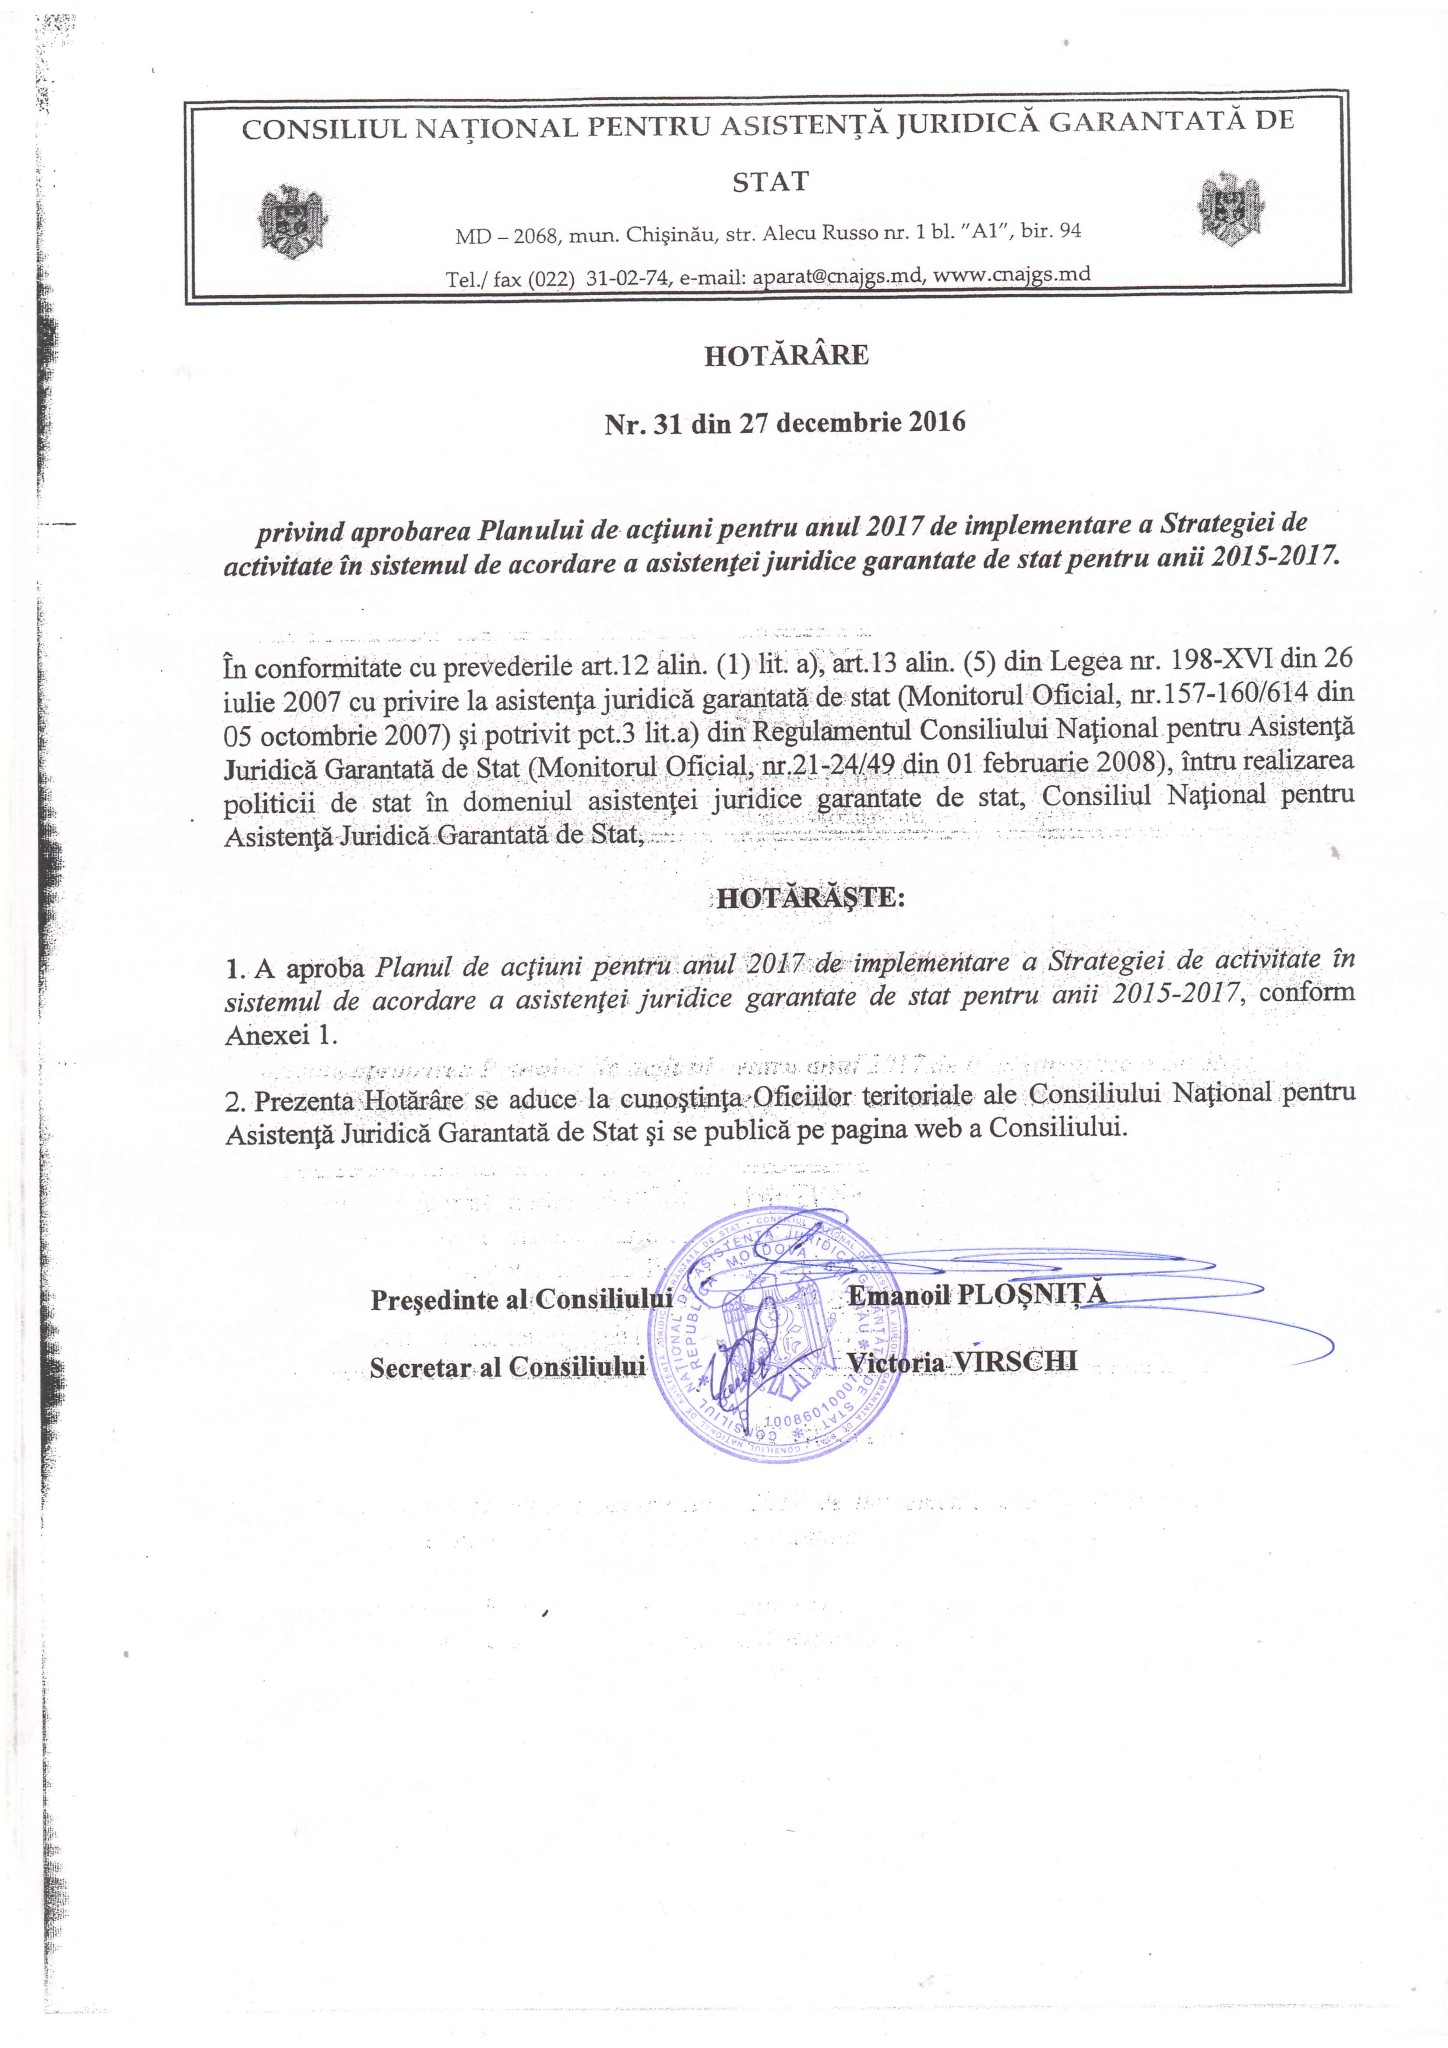 CONSILIUL NAŢIONAL PENTRU ASISTENŢĂ JURIDICĂ GARANTATĂ DE
STAT
MD – 2068, mun. Chişinău, str. Alecu Russo nr. 1 bl. ″A1″, bir. 94
Tel./ fax (022) 31-02-74, e-mail: aparat@cnajgs.md, www.cnajgs.md
HOTĂRÂRE
Nr. 31 din 27 decembrie 2016
privind aprobarea Planului de acţiuni pentru anul 2017 de implementare a Strategiei de
activitate în sistemul de acordare a asistenţei juridice garantate de stat pentru anii 2015-2017.
În conformitate cu prevederile art.12 alin. (1) lit. a), art.13 alin. (5) din Legea nr. 198-XVI din 26
iulie 2007 cu privire la asistenţa juridică garantată de stat (Monitorul Oficial, nr.157-160/614 din
05 octombrie 2007) şi potrivit pct.3 lit.a) din Regulamentul Consiliului Naţional pentru Asistenţă
Juridică Garantată de Stat (Monitorul Oficial, nr.21-24/49 din 01 februarie 2008), întru realizarea
politicii de stat în domeniul asistenţei juridice garantate de stat, Consiliul Naţional pentru
Asistenţă Juridică Garantată de Stat,
HOTĂRĂŞTE:
1. A aproba Planul de acţiuni pentru anul 2017 de implementare a Strategiei de activitate în
sistemul de acordare a asistenţei juridice garantate de stat pentru anii 2015-2017, conform
Anexei 1.
2. Prezenta Hotărâre se aduce la cunoştinţa Oficiilor teritoriale ale Consiliului Naţional pentru
Asistenţă Juridică Garantată de Stat şi se publică pe pagina web a Consiliului.
Preşedinte al Consiliului Emanoil PLOȘNIȚĂ
Secretar al Consiliului Victoria VÎRSCHI